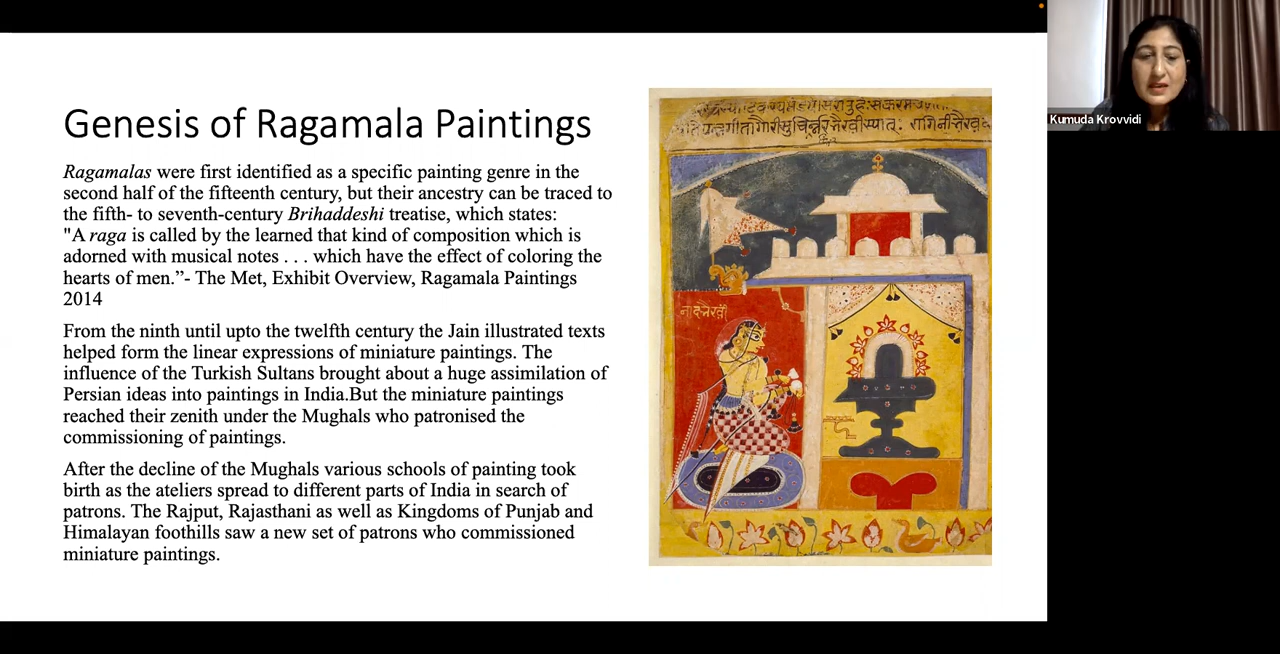 Genesis of Ragamala Paintings
Ragamalas were first identified as a specific painting genre in the
second half of the fifteenth century, but their ancestry can be traced to
the fifth- to seventh-century Brihaddeshi treatise, which states:
"A raga is called by the learned that kind of composition which is
adorned with musical notes . . . which have the effect of coloring the
hearts of men.”- The Met, Exhibit Overview, Ragamala Paintings
2014
From the ninth until upto the twelfth century the Jain illustrated texts
helped form the linear expressions of miniature paintings. The
influence of the Turkish Sultans brought about a huge assimilation of
Persian ideas into paintings in India.But the miniature paintings
reached their zenith under the Mughals who patronised the
commissioning of paintings.
After the decline of the Mughals various schools of painting took
birth as the ateliers spread to different parts of India in search of
patrons. The Rajput, Rajasthani as well as Kingdoms of Punjab and
Himalayan foothills saw a new set of patrons who commissioned
miniature paintings.
Kumuda Krovvidi